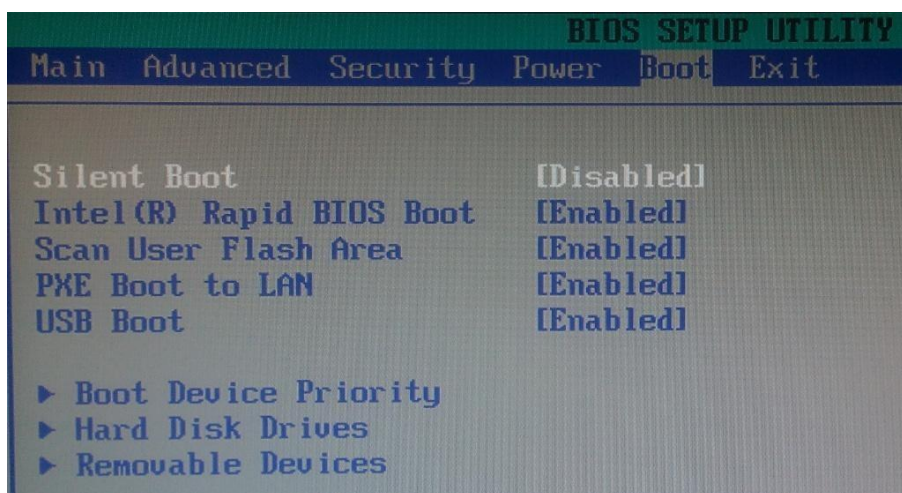 BIOS SETUP UTILITY
Main Advanced Security Power Boot Exit
Silent Boot [Disabled]
Intel(R) Rapid BIOS Boot [Enabled]
Scan User Flash Area [Enabled]
PXE Boot to LAN [Enabled]
USB Boot [Enabled]
▶ Boot Device Priority
▶ Hard Disk Drives
▶ Removable Devices